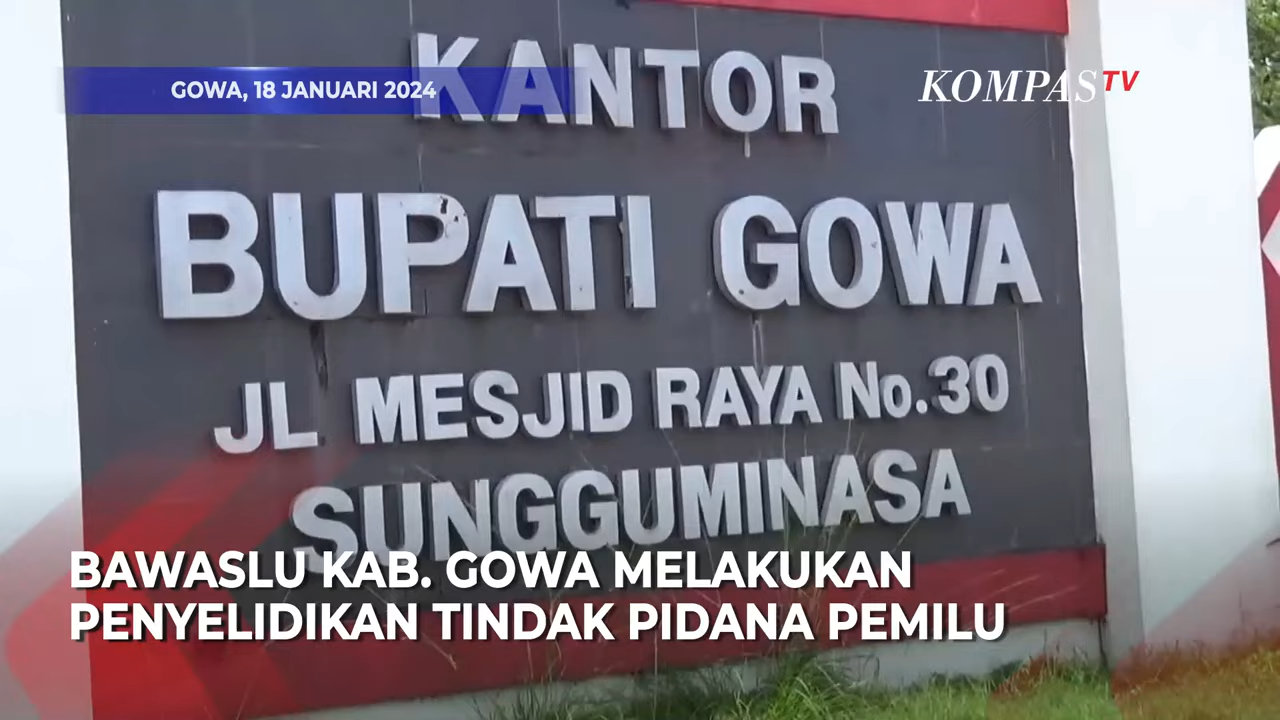 GOWA, 18 JANUARI 2024
KOMPASTV
KANTOR
BUPATI GOWA
JL MESJID RAYA No.30
SUNGGUMINASA
BAWASLU KAB. GOWA MELAKUKAN
PENYELIDIKAN TINDAK PIDANA PEMILU